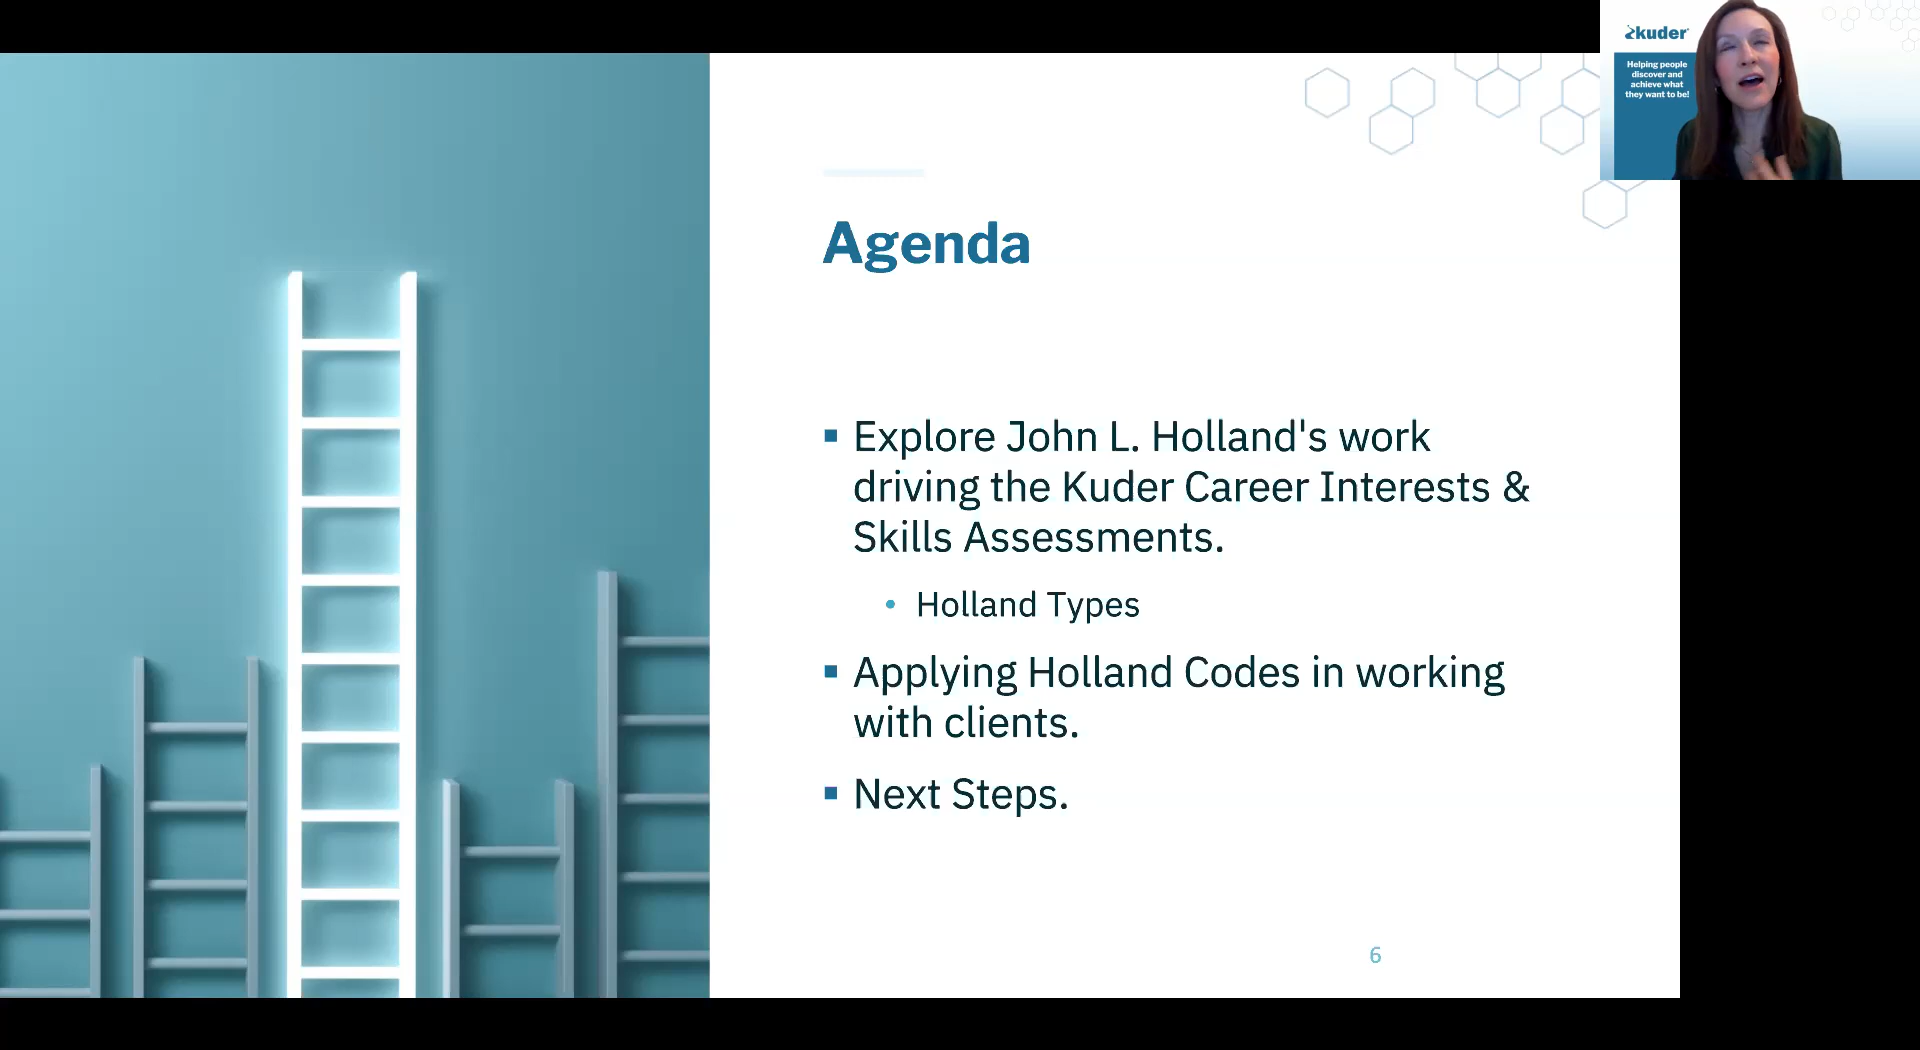 kuder
Helping people
discover and
achieve what
they want to be!
Agenda
Explore John L. Holland's work
driving the Kuder Career Interests &
Skills Assessments.
Holland Types
Applying Holland Codes in working
with clients.
Next Steps.
6